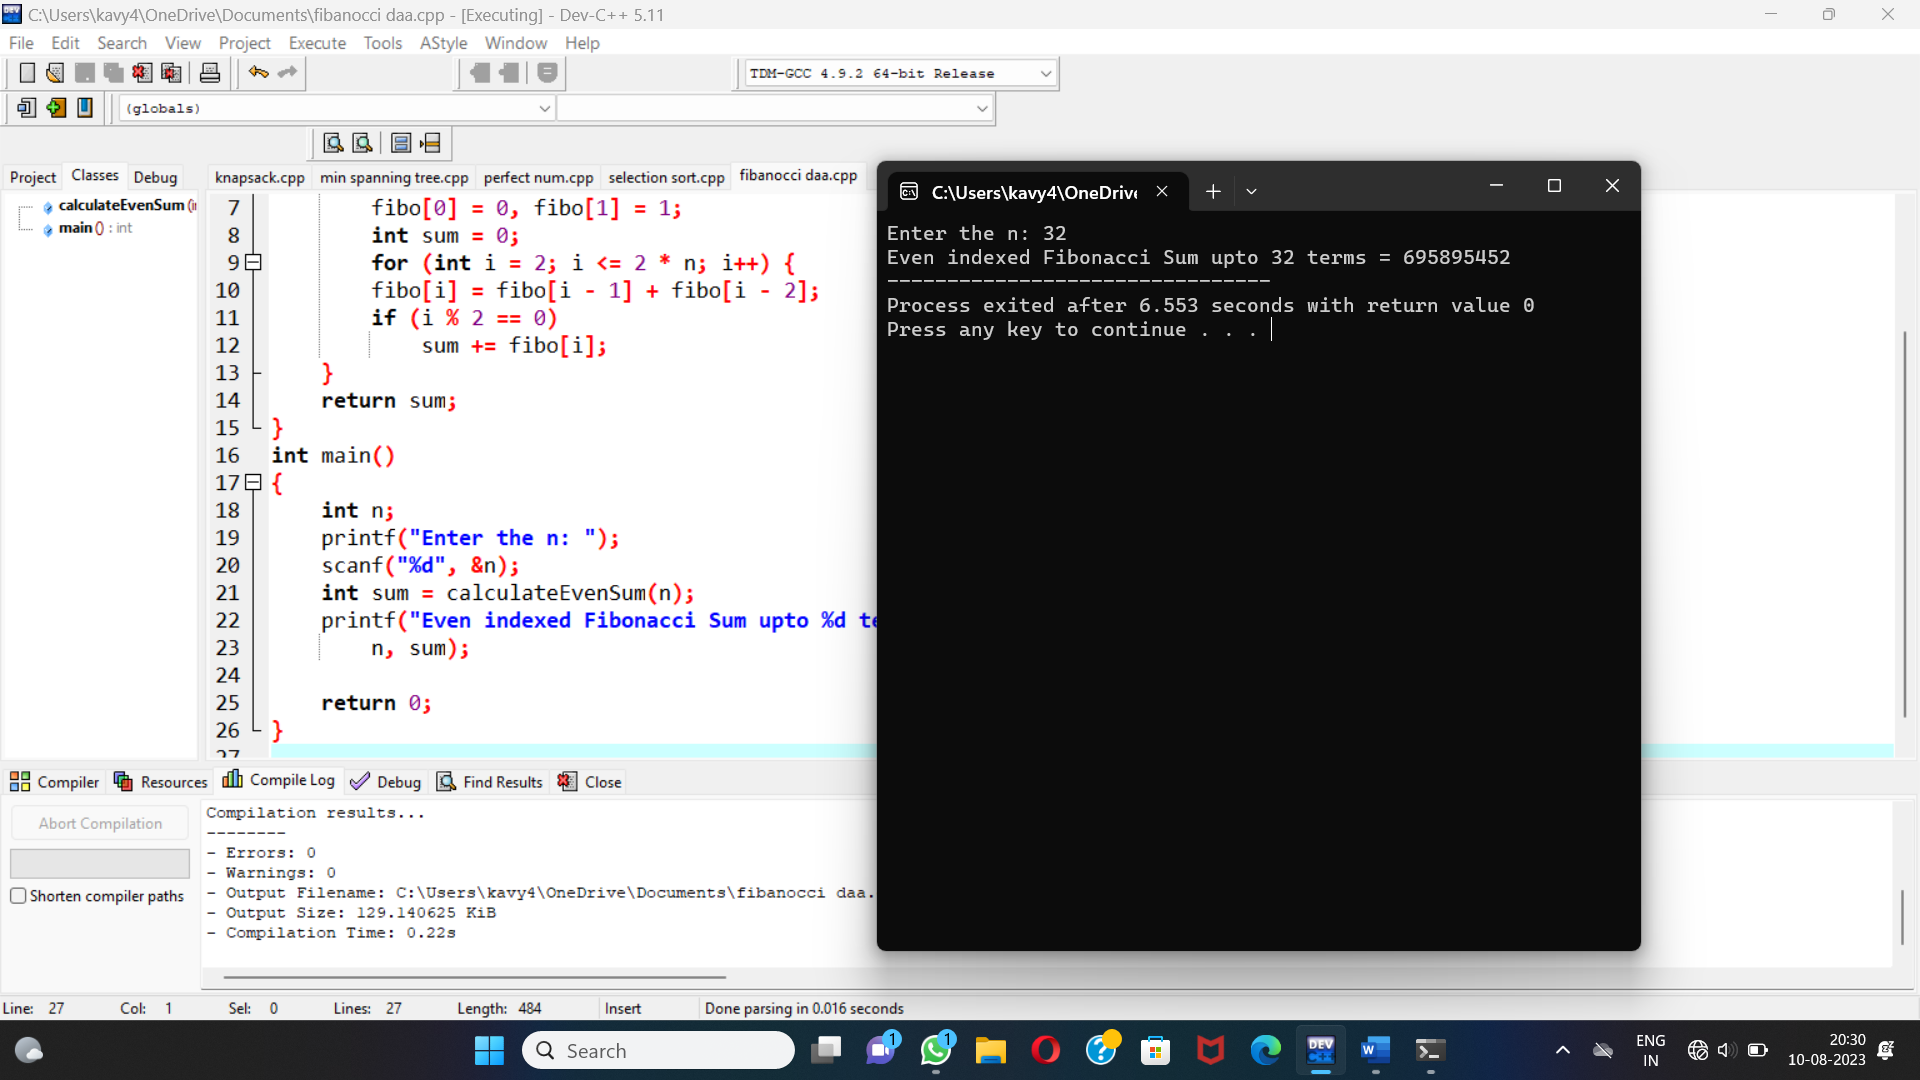 C:\Users\kavy4\OneDrive\Documents\fibanocci daa.cpp - [Executing] - Dev-C++ 5.11
File Edit Search View Project Execute Tools AStyle Window Help
TDM-GCC 4.9.2 64-bit Release
(globals)
Project Classes Debug
knapsack.cpp min spanning tree.cpp perfect num.cpp selection sort.cpp fibanocci daa.cpp
calculateEvenSum (i
main () : int
7 fibo[0] = 0, fibo[1] = 1;
8 int sum = 0;
9 for (int i = 2; i <= 2 * n; i++) {
10 fibo[i] = fibo[i - 1] + fibo[i - 2];
11 if (i % 2 == 0)
12 sum += fibo[i];
13 }
14 return sum;
15 }
16 int main()
17 {
18 int n;
19 printf("Enter the n: ");
20 scanf("%d", &n);
21 int sum = calculateEvenSum(n);
22 printf("Even indexed Fibonacci Sum upto %d te
23 n, sum);
24
25 return 0;
26 }
27
C:\Users\kavy4\OneDrive
Enter the n: 32
Even indexed Fibonacci Sum upto 32 terms = 695895452
--------------------------------
Process exited after 6.553 seconds with return value 0
Press any key to continue . . .
Compiler Resources Compile Log Debug Find Results Close
Abort Compilation
Shorten compiler paths
Compilation results...
--------
- Errors: 0
- Warnings: 0
- Output Filename: C:\Users\kavy4\OneDrive\Documents\fibanocci daa.
- Output Size: 129.140625 KiB
- Compilation Time: 0.22s
Line: 27 Col: 1 Sel: 0 Lines: 27 Length: 484 Insert Done parsing in 0.016 seconds
Search
1
1
DEV
C++
ENG
IN
20:30
10-08-2023